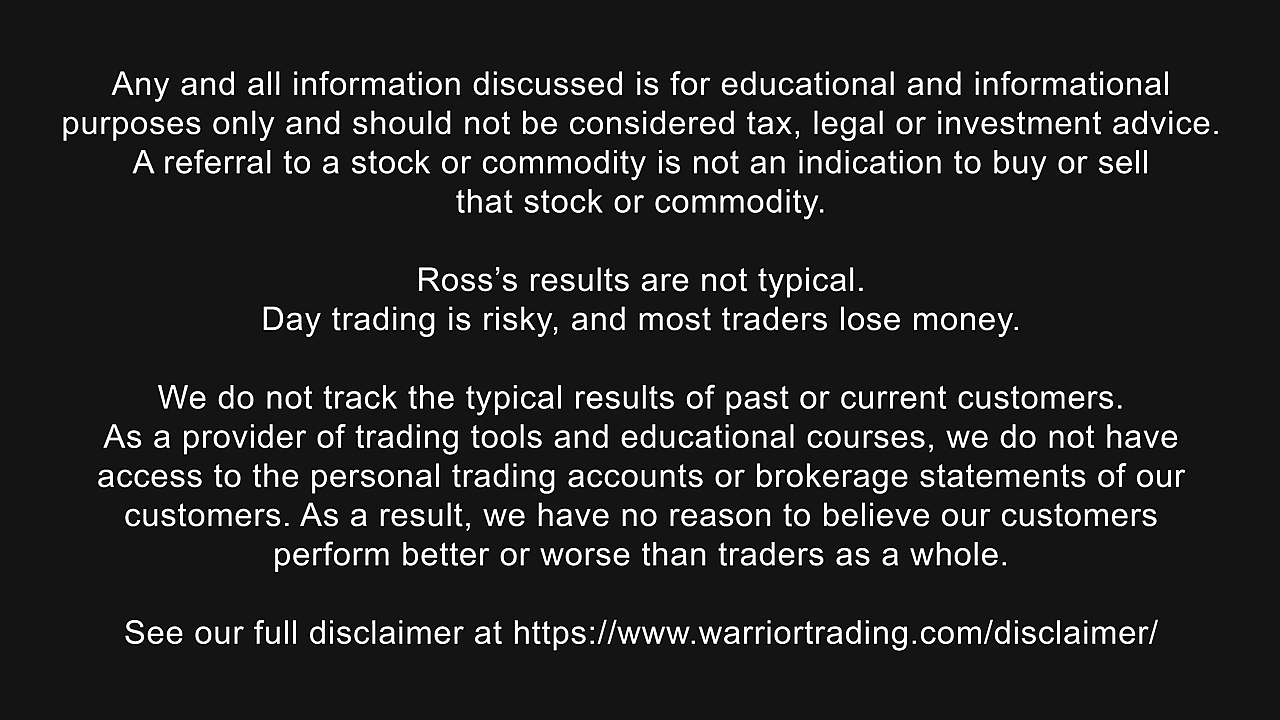 Any and all information discussed is for educational and informational
purposes only and should not be considered tax, legal or investment advice.
A referral to a stock or commodity is not an indication to buy or sell
that stock or commodity.
Ross’s results are not typical.
Day trading is risky, and most traders lose money.
We do not track the typical results of past or current customers.
As a provider of trading tools and educational courses, we do not have
access to the personal trading accounts or brokerage statements of our
customers. As a result, we have no reason to believe our customers
perform better or worse than traders as a whole.
See our full disclaimer at https://www.warriortrading.com/disclaimer/